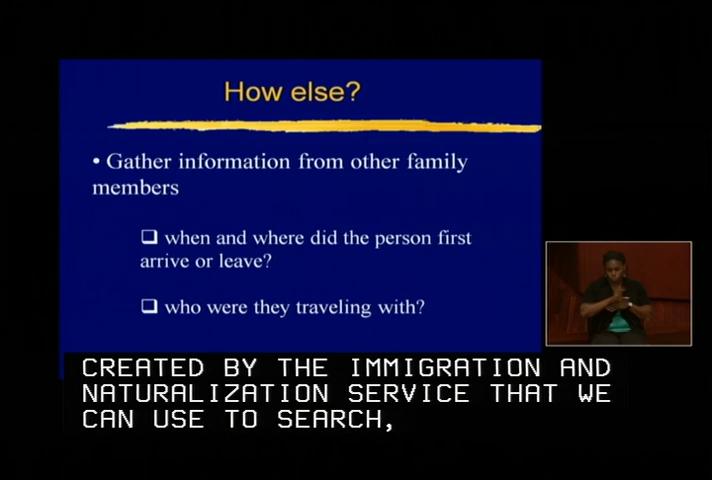 How else?
• Gather information from other family
members
❑ when and where did the person first
arrive or leave?
❑ who were they traveling with?
CREATED BY THE IMMIGRATION AND
NATURALIZATION SERVICE THAT WE
CAN USE TO SEARCH,